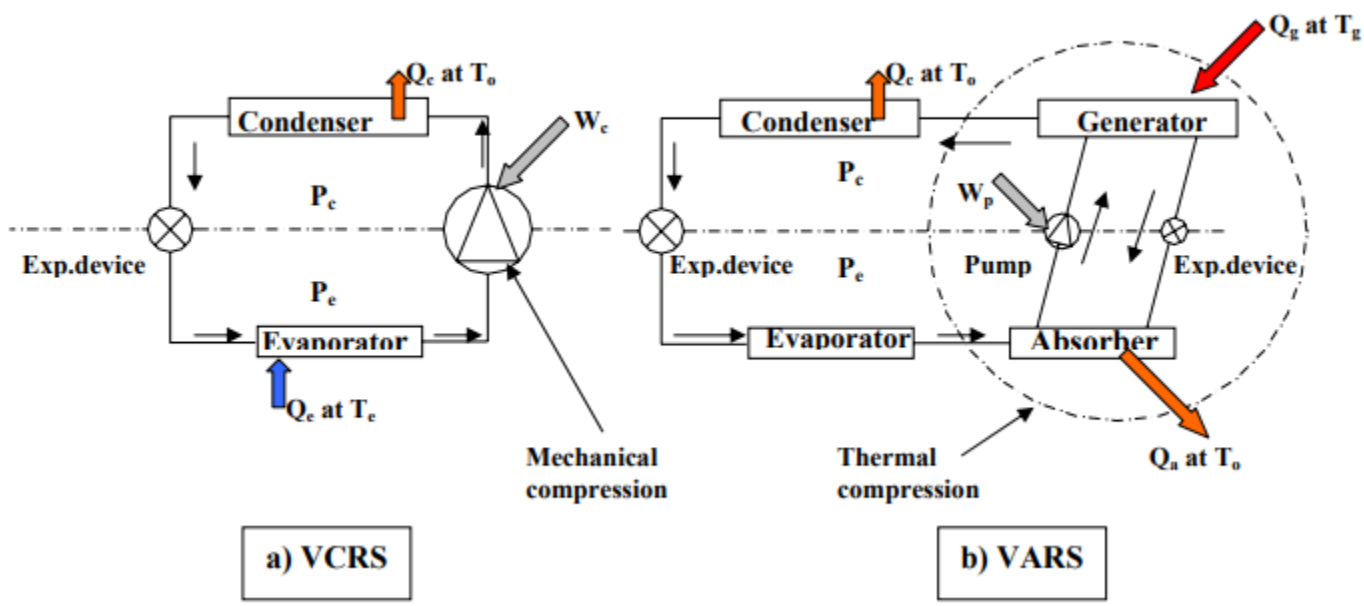 Qc at To
Condenser
Wc
Pc
Exp.device
Pe
Evaporator
Qe at Te
Mechanical
compression
a) VCRS
Qg at Tg
Qc at To
Condenser
Generator
Pc
Wp
Exp.device
Pump
Exp.device
Pe
Evaporator
Absorber
Thermal
compression
Qa at To
b) VARS